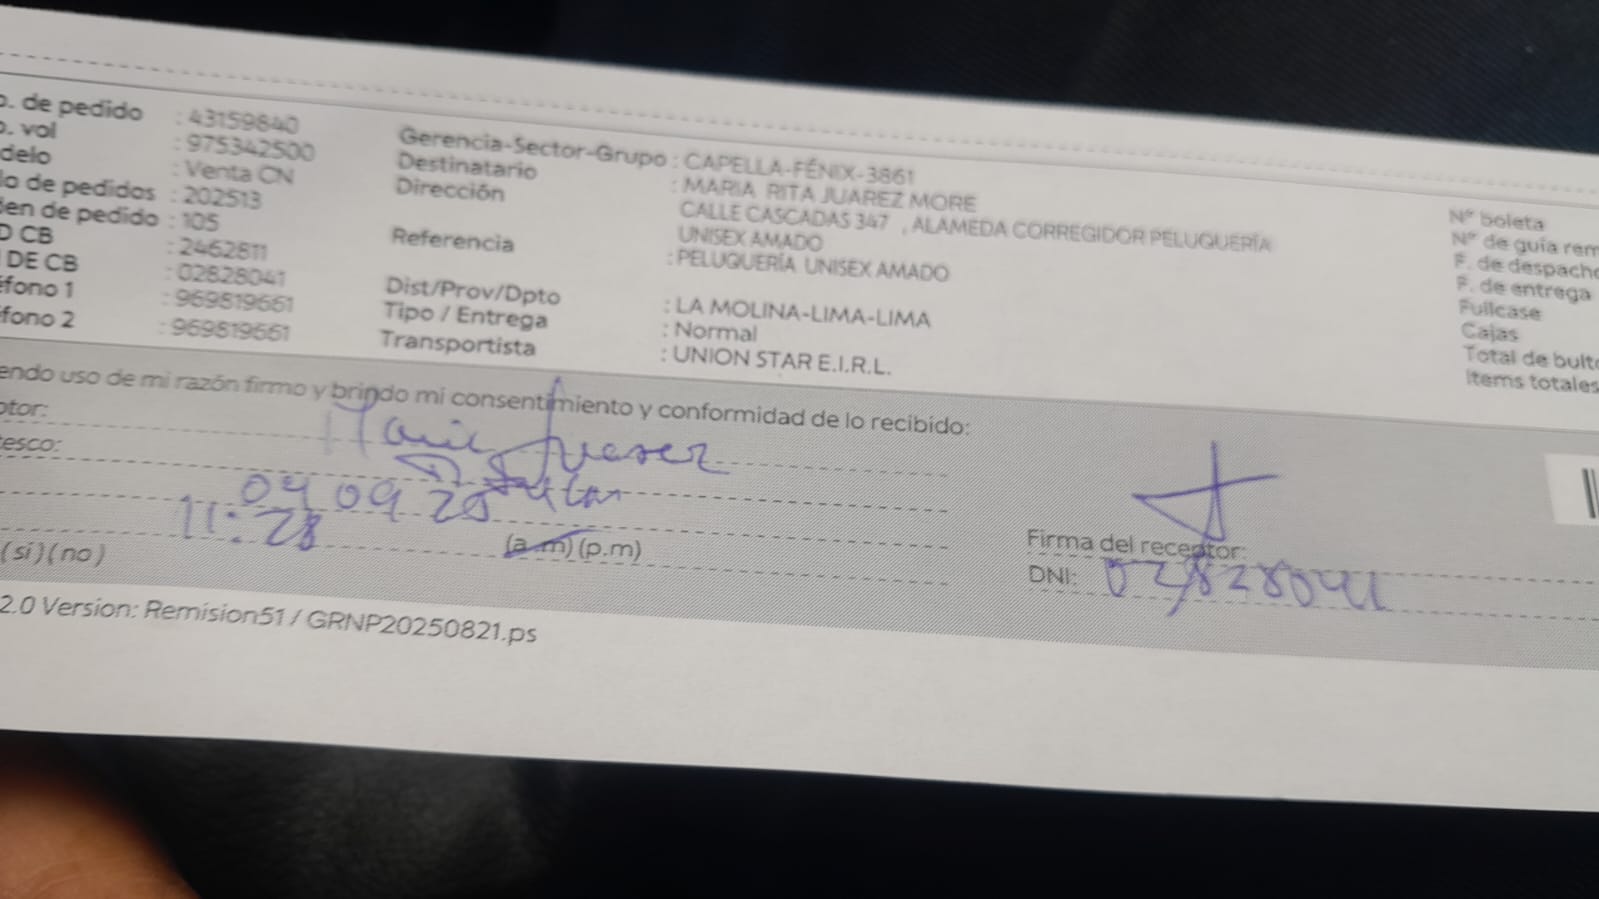 o. de pedido : 43159840
o. vol : 975342500
delo : Venta CN
lo de pedidos : 202513
den de pedido : 105
D CB : 2462811
DE CB : 02828041
éfono 1 : 969819661
éfono 2 : 969819661
Gerencia-Sector-Grupo : CAPELLA-FÉNIX-3861
Destinatario : MARIA RITA JUAREZ MORE
Dirección : CALLE CASCADAS 347 , ALAMEDA CORREGIDOR PELUQUERÍA
UNISEX AMADO
Referencia : PELUQUERÍA UNISEX AMADO
Dist/Prov/Dpto : LA MOLINA-LIMA-LIMA
Tipo / Entrega : Normal
Transportista : UNION STAR E.I.R.L.
N° boleta
N° de guía rem
F. de despacho
F. de entrega
Fullcase
Cajas
Total de bulto
Items totales
endo uso de mi razón firmo y brindo mi consentimiento y conformidad de lo recibido:
ptor: Maria Juarez
tesco:
04 09 25
11:28 (a.m) (p.m)
(si) (no)
Firma del receptor:
DNI: 02828041
2.0 Version: Remision51 / GRNP20250821.ps